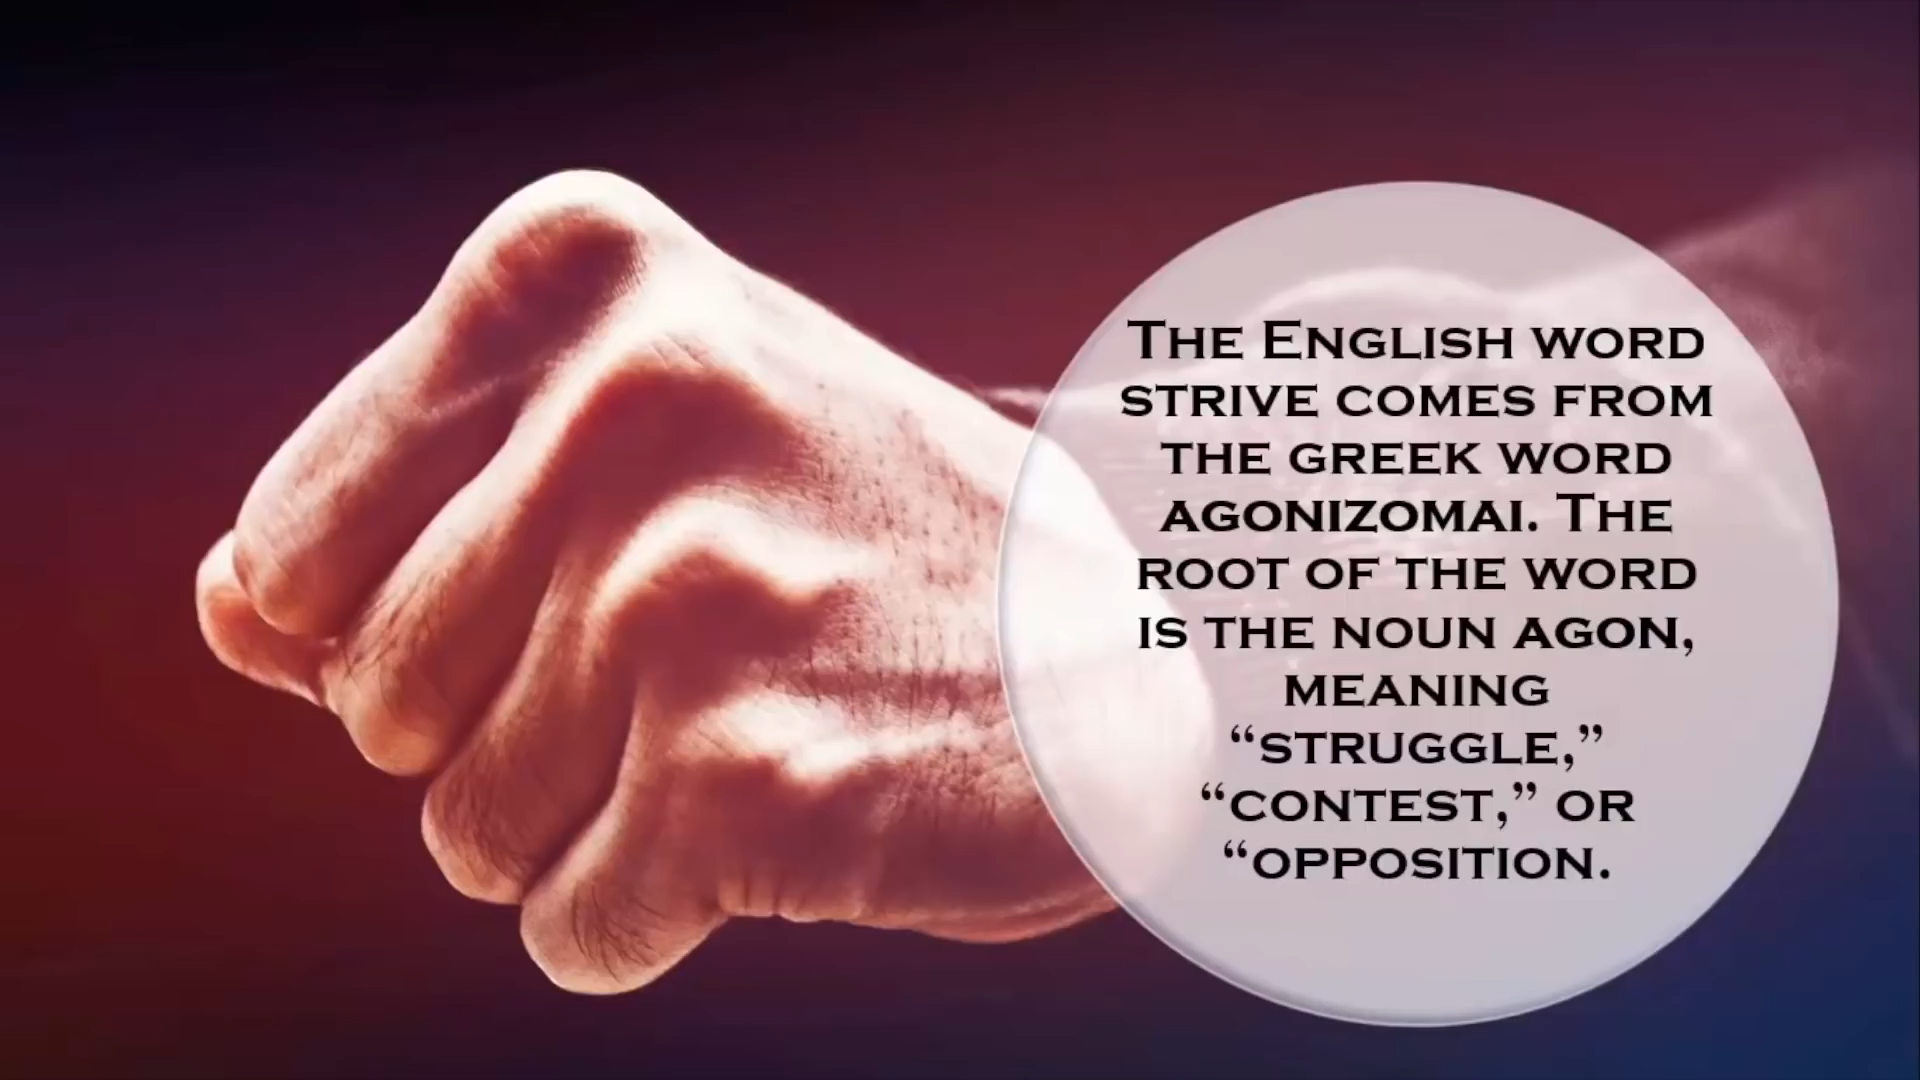 The English word
strive comes from
the greek word
agonizomai. The
root of the word
is the noun agon,
meaning
“struggle,”
“contest,” or
“opposition.